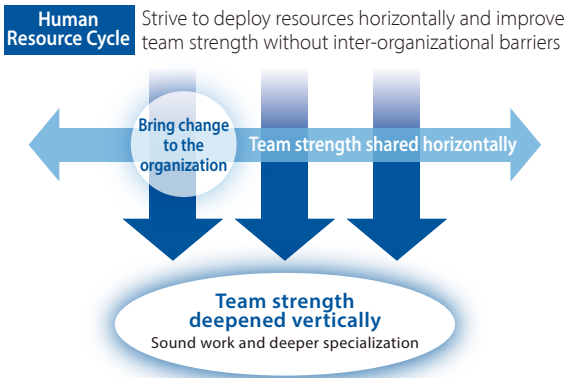 Human
Resource Cycle
Strive to deploy resources horizontally and improve
team strength without inter-organizational barriers
Bring change
to the
organization
Team strength shared horizontally
Team strength
deepened vertically
Sound work and deeper specialization